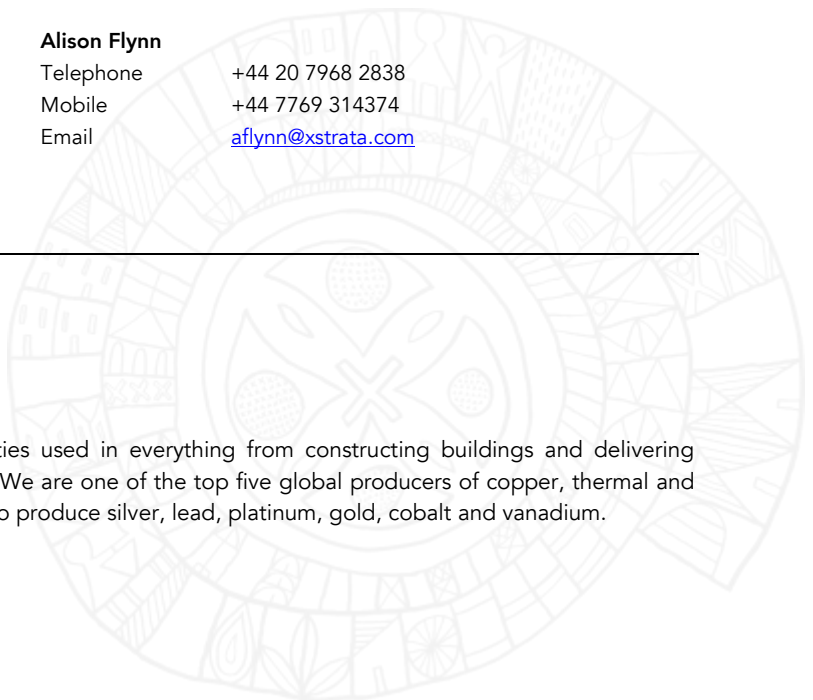 Alison Flynn
Telephone +44 20 7968 2838
Mobile +44 7769 314374
Email aflynn@xstrata.com
ties used in everything from constructing buildings and delivering
We are one of the top five global producers of copper, thermal and
o produce silver, lead, platinum, gold, cobalt and vanadium.